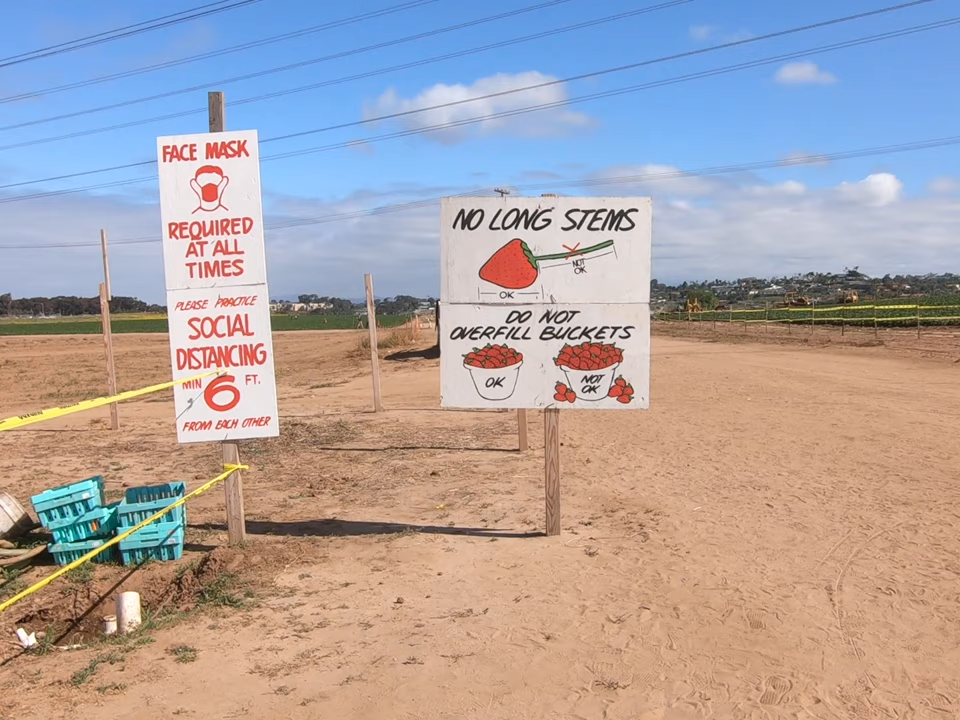 FACE MASK
REQUIRED
AT ALL
TIMES
PLEASE PRACTICE
SOCIAL
DISTANCING
MIN 6 FT.
FROM EACH OTHER
NO LONG STEMS
NOT
OK
OK
DO NOT
OVERFILL BUCKETS
OK
NOT
OK